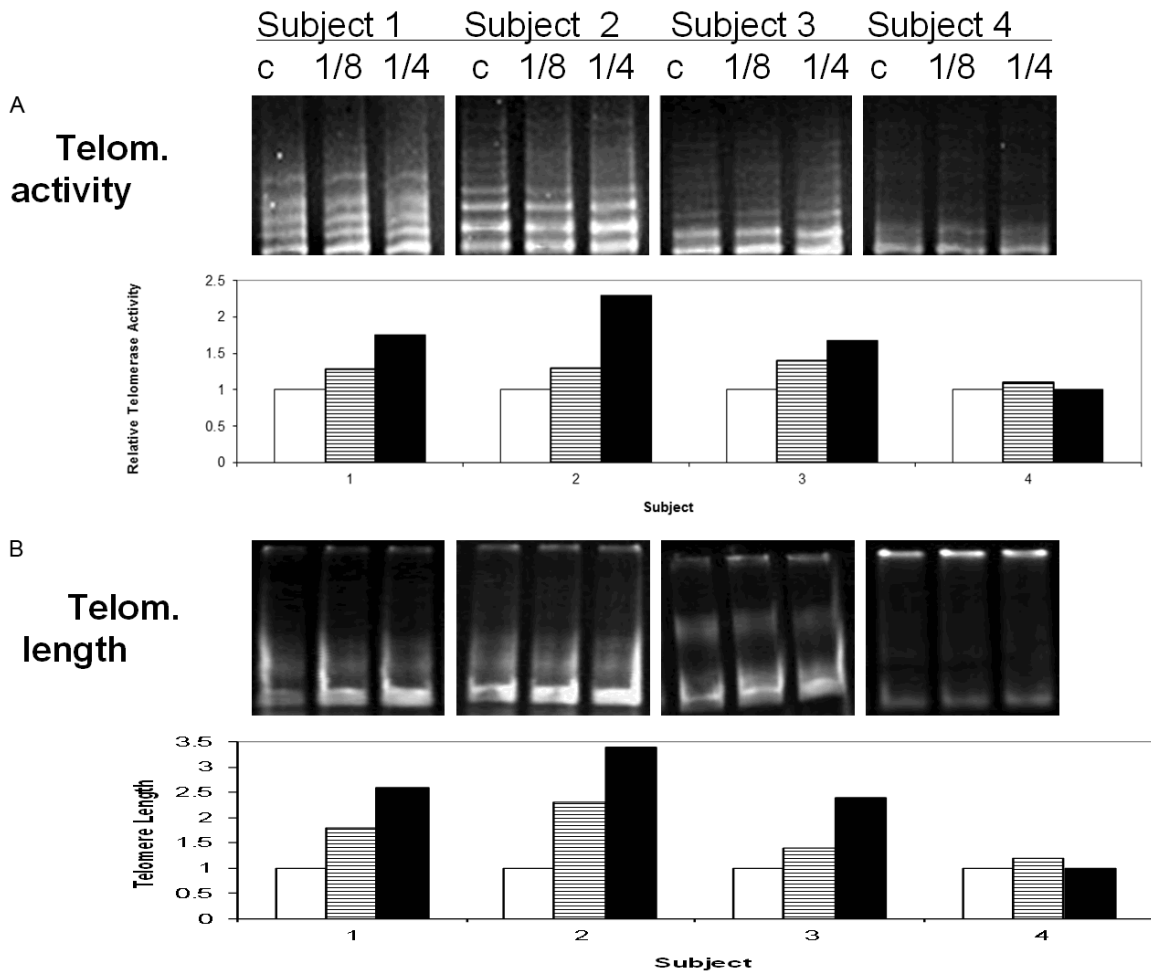 Subject 1 Subject 2 Subject 3 Subject 4
c 1/8 1/4 c 1/8 1/4 c 1/8 1/4 c 1/8 1/4
A
Telom.
activity
Relative Telomerase Activity
2.5
2
1.5
1
0.5
0
1 2 3 4
Subject
B
Telom.
length
Telomere Length
3.5
3
2.5
2
1.5
1
0.5
0
1 2 3 4
Subject